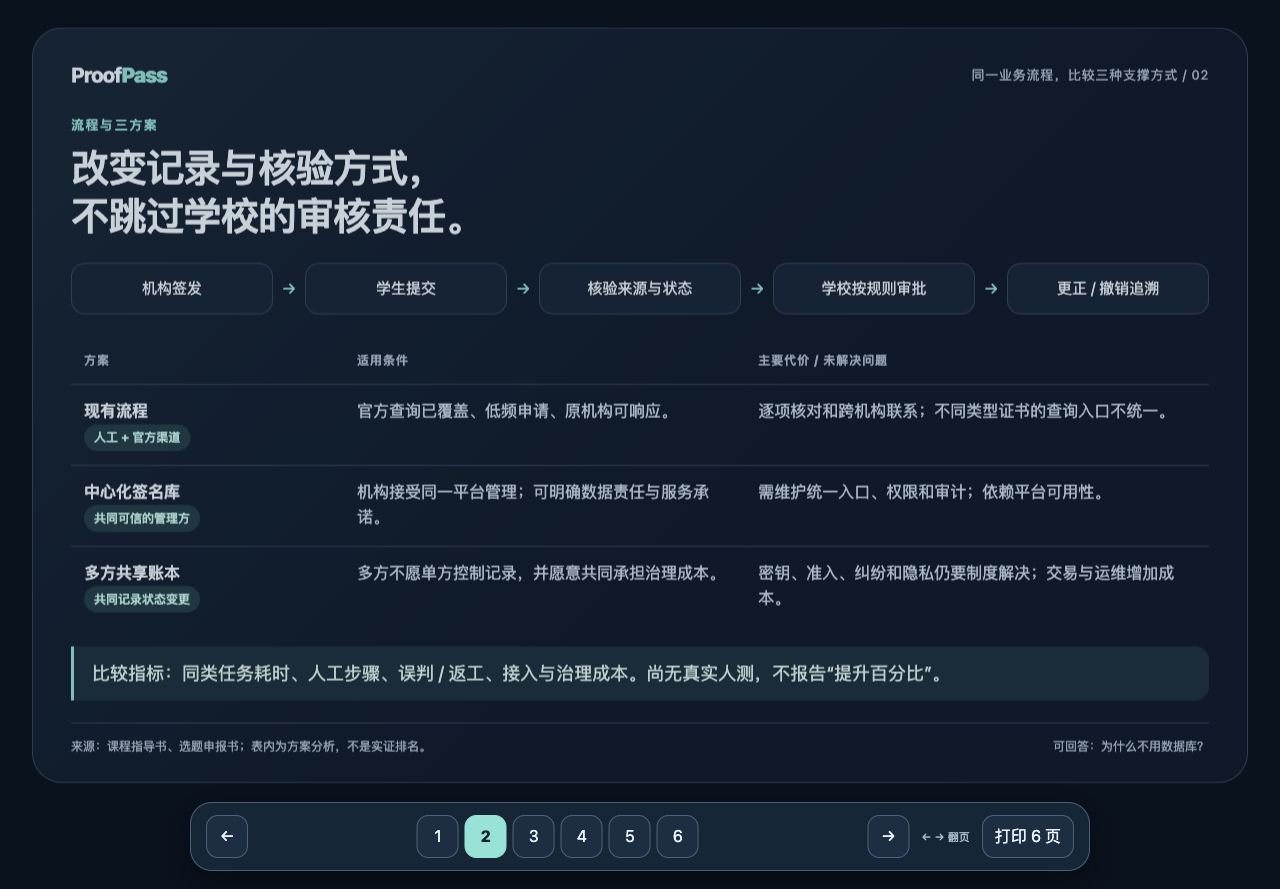 ProofPass
同一业务流程，比较三种支撑方式 / 02
流程与三方案
改变记录与核验方式，
不跳过学校的审核责任。
机构签发 → 学生提交 → 核验来源与状态 → 学校按规则审批 → 更正 / 撤销追溯
方案 适用条件 主要代价 / 未解决问题
现有流程
人工 + 官方渠道
官方查询已覆盖、低频申请、原机构可响应。
逐项核对和跨机构联系；不同类型证书的查询入口不统一。
中心化签名库
共同可信的管理方
机构接受同一平台管理；可明确数据责任与服务承
诺。
需维护统一入口、权限和审计；依赖平台可用性。
多方共享账本
共同记录状态变更
多方不愿单方控制记录，并愿意共同承担治理成本。
密钥、准入、纠纷和隐私仍要制度解决；交易与运维增加成
本。
比较指标：同类任务耗时、人工步骤、误判 / 返工、接入与治理成本。尚无真实人测，不报告“提升百分比”。
来源：课程指导书、选题申报书；表内为方案分析，不是实证排名。
可回答：为什么不用数据库？
← 1 2 3 4 5 6 → ← → 翻页 打印 6 页